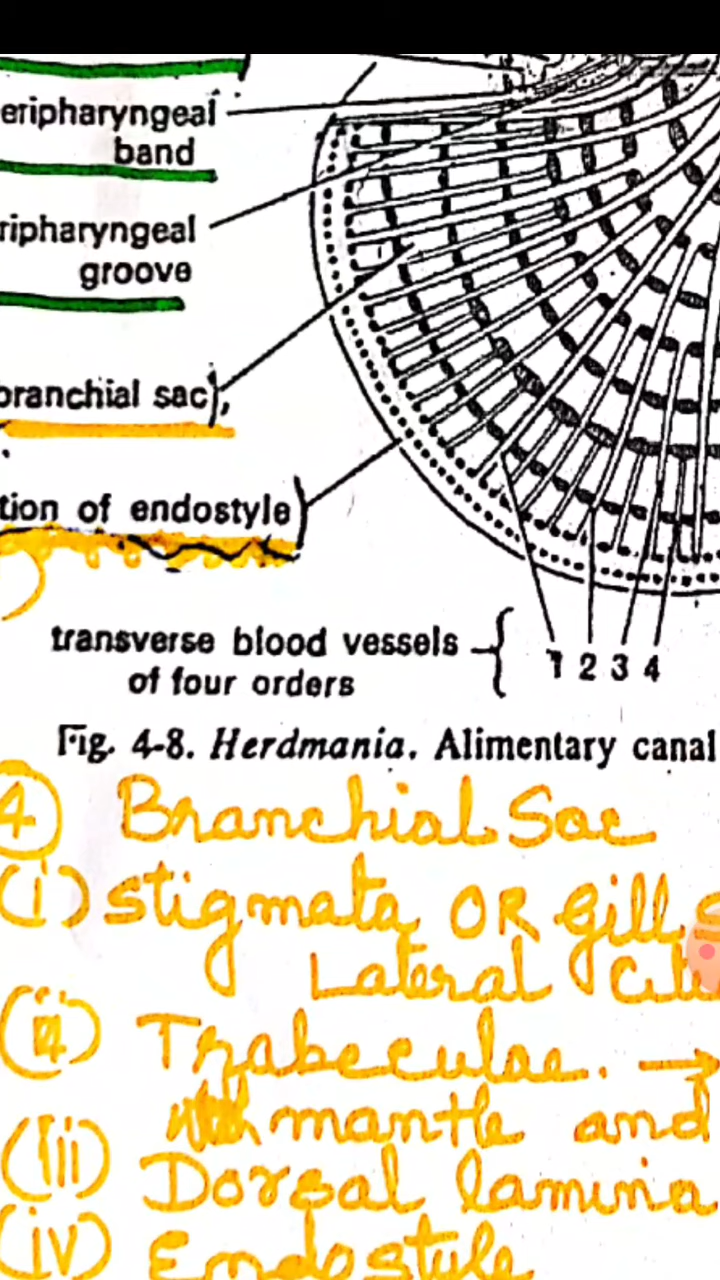 eripharyngeal
band
ripharyngeal
groove
branchial sac),
tion of endostyle)
transverse blood vessels
of four orders
1 2 3 4
Fig. 4-8. Herdmania. Alimentary canal
4 Branchial Sac
(i) stigmata OR gill s
Lateral Cile
(ii) Trabeculae. →
mantle and
(iii) Dorsal lamina
(iv) Endostyle